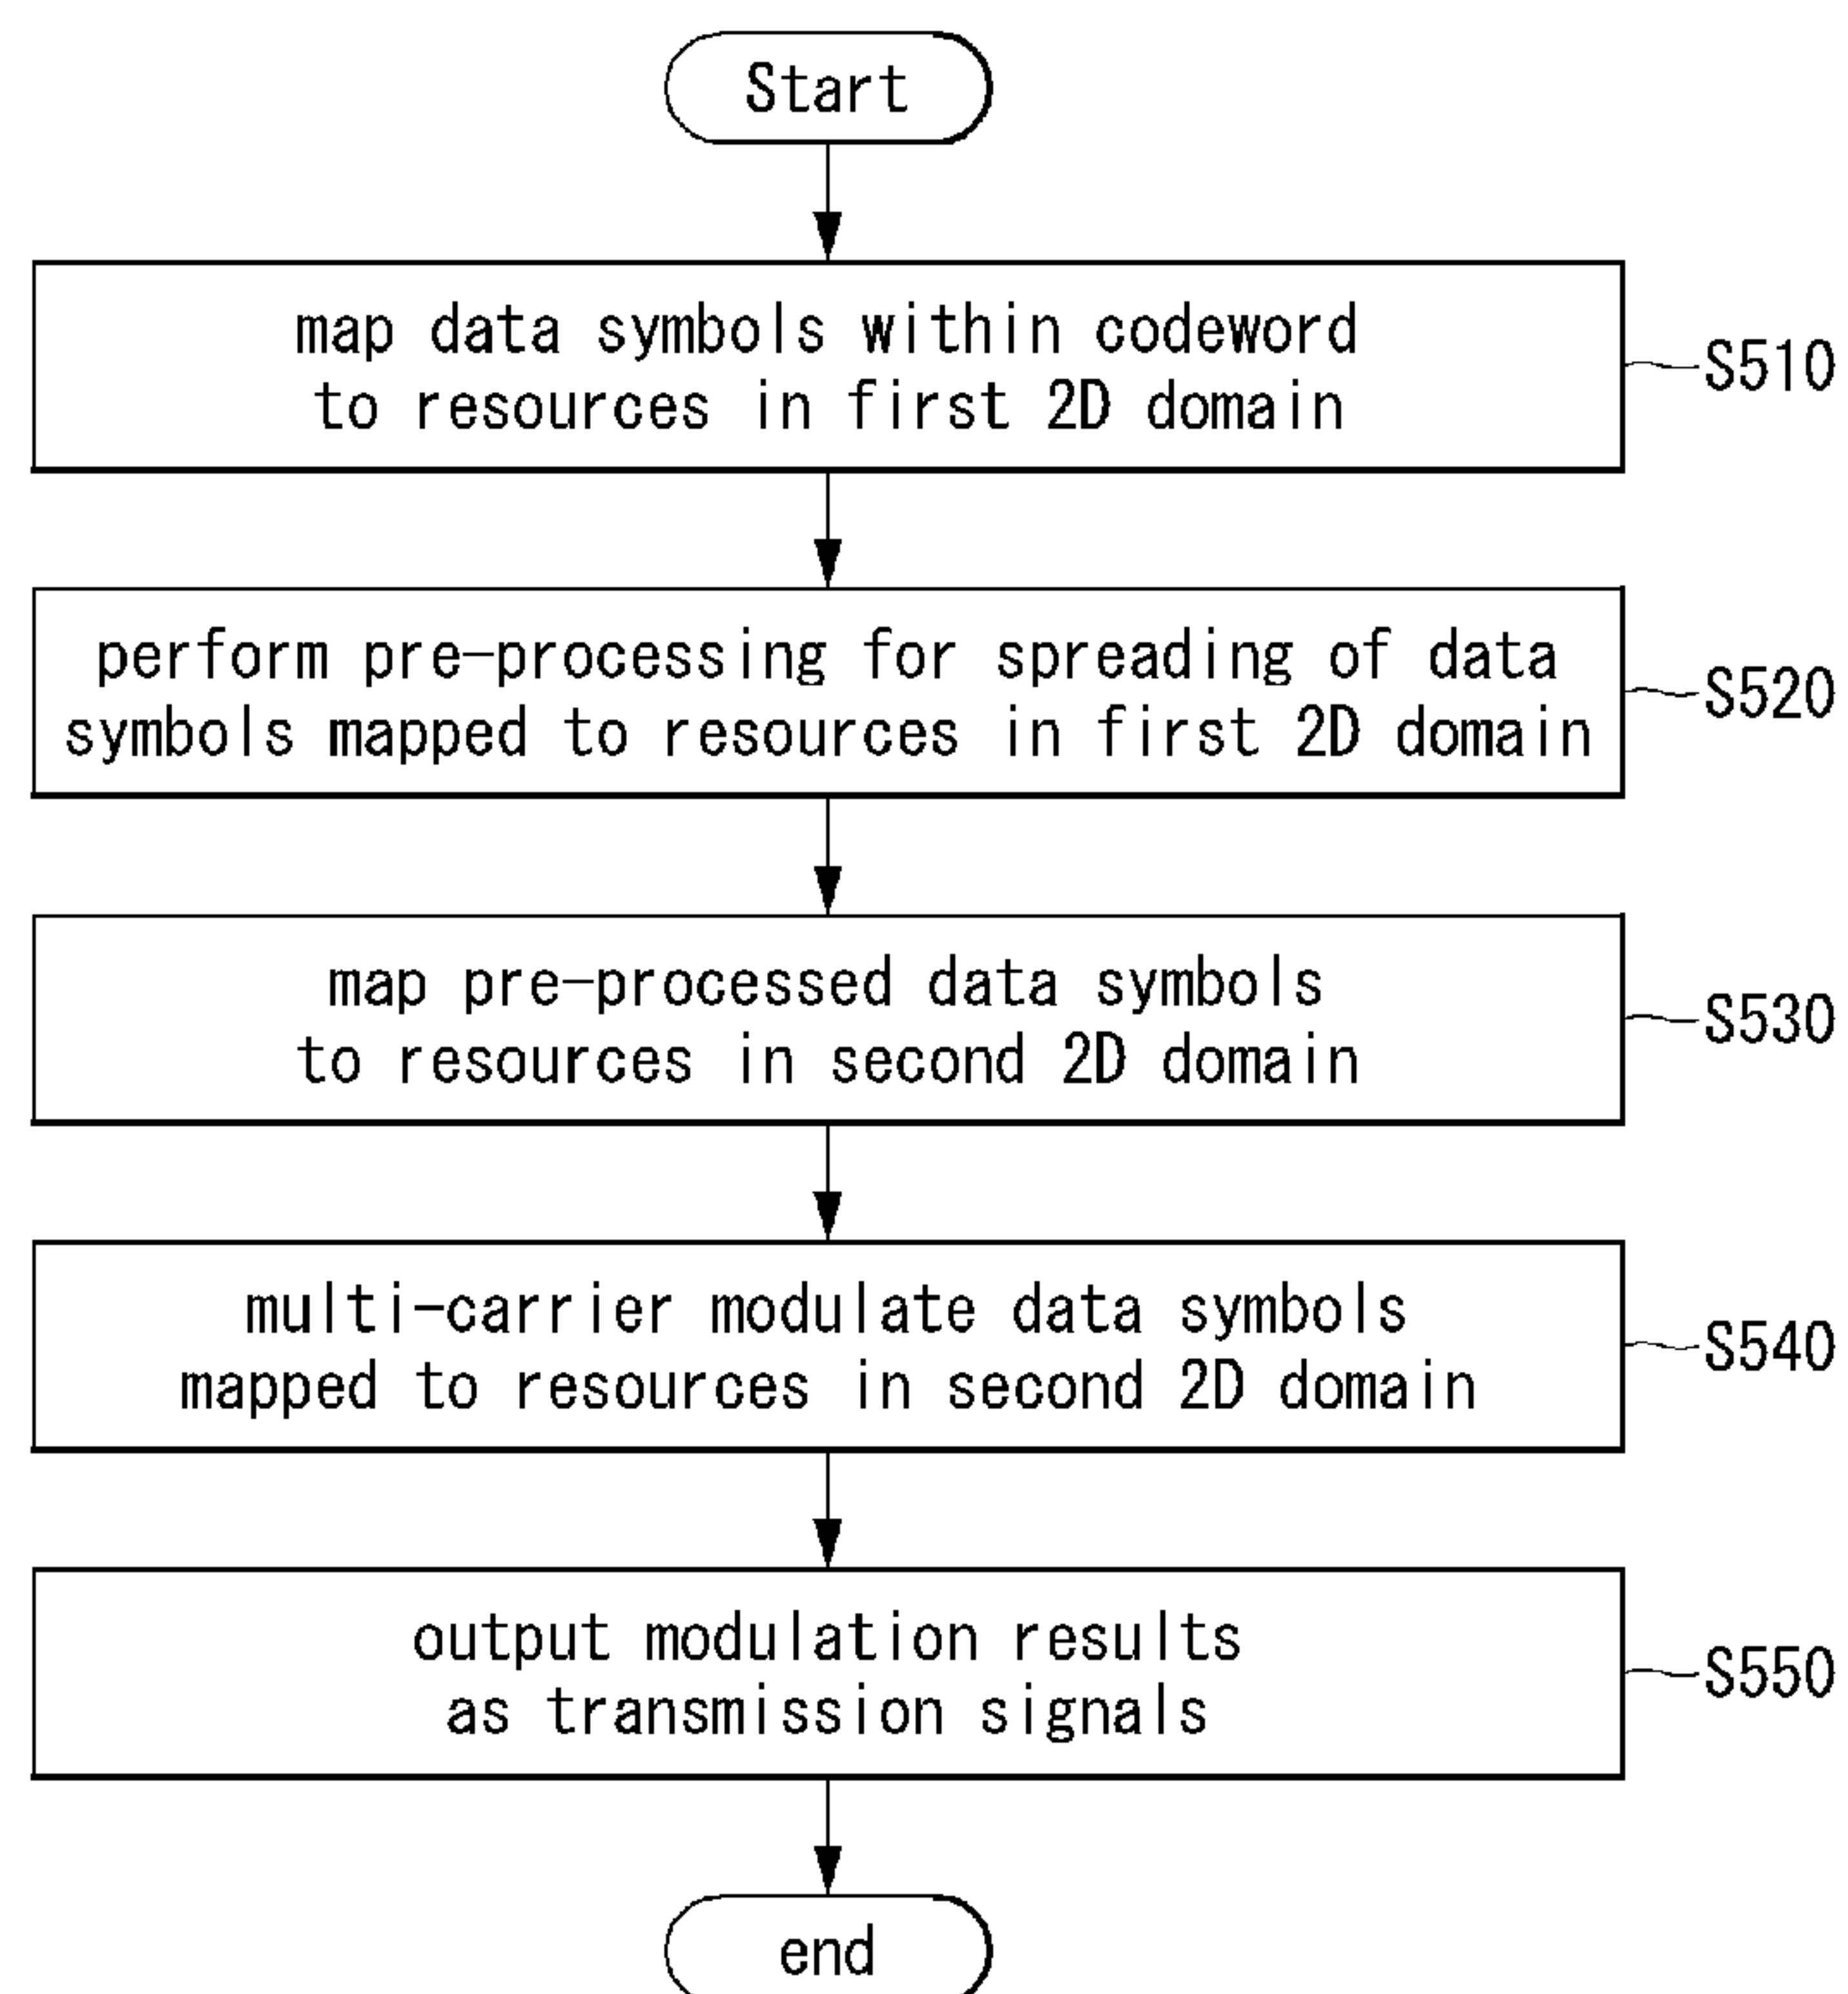 Start
map data symbols within codeword
to resources in first 2D domain
S510
perform pre-processing for spreading of data
symbols mapped to resources in first 2D domain
S520
map pre-processed data symbols
to resources in second 2D domain
S530
multi-carrier modulate data symbols
mapped to resources in second 2D domain
S540
output modulation results
as transmission signals
S550
end